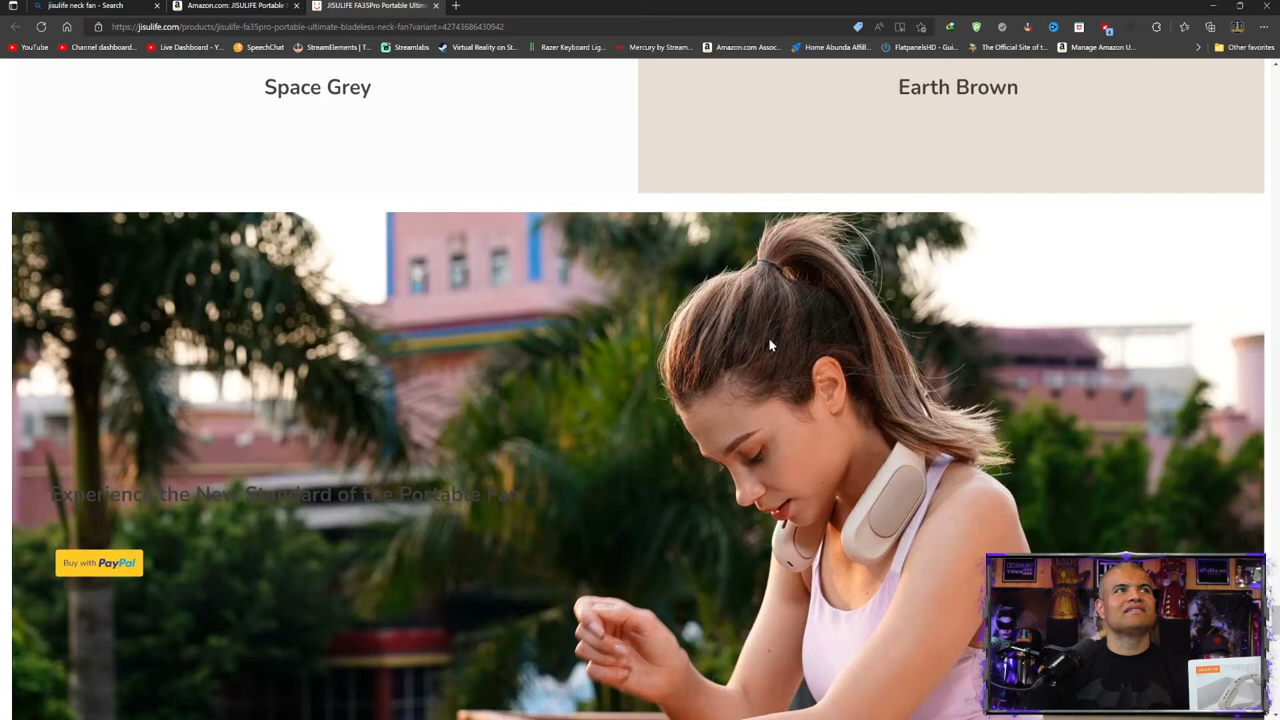 jisulife neck fan - Search
Amazon.com: JISULIFE Portable
JISULIFE FA35Pro Portable Ultim
https://jisulife.com/products/jisulife-fa35pro-portable-ultimate-bladeless-neck-fan?variant=42743686430942
YouTube
Channel dashboard...
Live Dashboard - Y...
SpeechChat
StreamElements | T...
Streamlabs
Virtual Reality on St...
Razer Keyboard Lig...
Mercury by Stream...
Amazon.com Assoc...
Home Abunda Affil...
FlatpanelsHD - Gui...
The Official Site of t...
Manage Amazon U...
Other favorites
Space Grey
Earth Brown
Experience the New Standard of the Portable Fan
Buy with PayPal